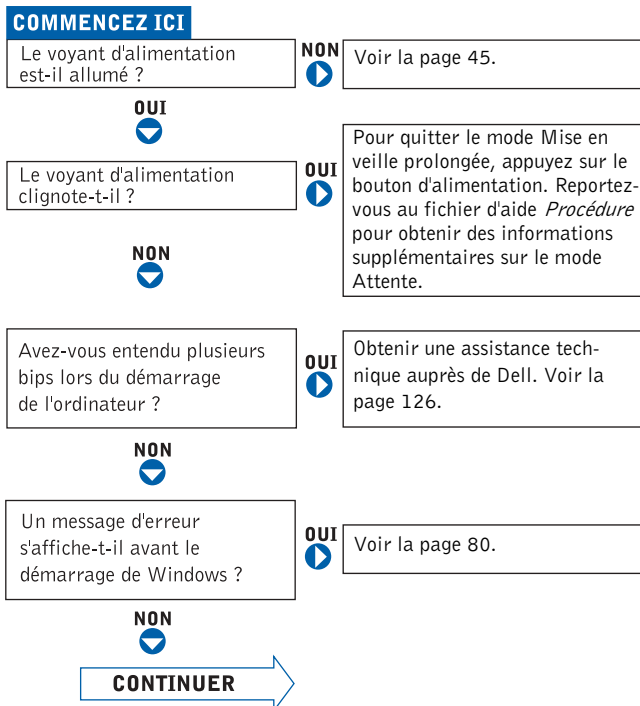 COMMENCEZ ICI
Le voyant d'alimentation
est-il allumé ?
NON
Voir la page 45.
OUI
Le voyant d'alimentation
clignote-t-il ?
OUI
Pour quitter le mode Mise en
veille prolongée, appuyez sur le
bouton d'alimentation. Reportez-
vous au fichier d'aide Procédure
pour obtenir des informations
supplémentaires sur le mode
Attente.
NON
Avez-vous entendu plusieurs
bips lors du démarrage
de l'ordinateur ?
OUI
Obtenir une assistance tech-
nique auprès de Dell. Voir la
page 126.
NON
Un message d'erreur
s'affiche-t-il avant le
démarrage de Windows ?
OUI
Voir la page 80.
NON
CONTINUER